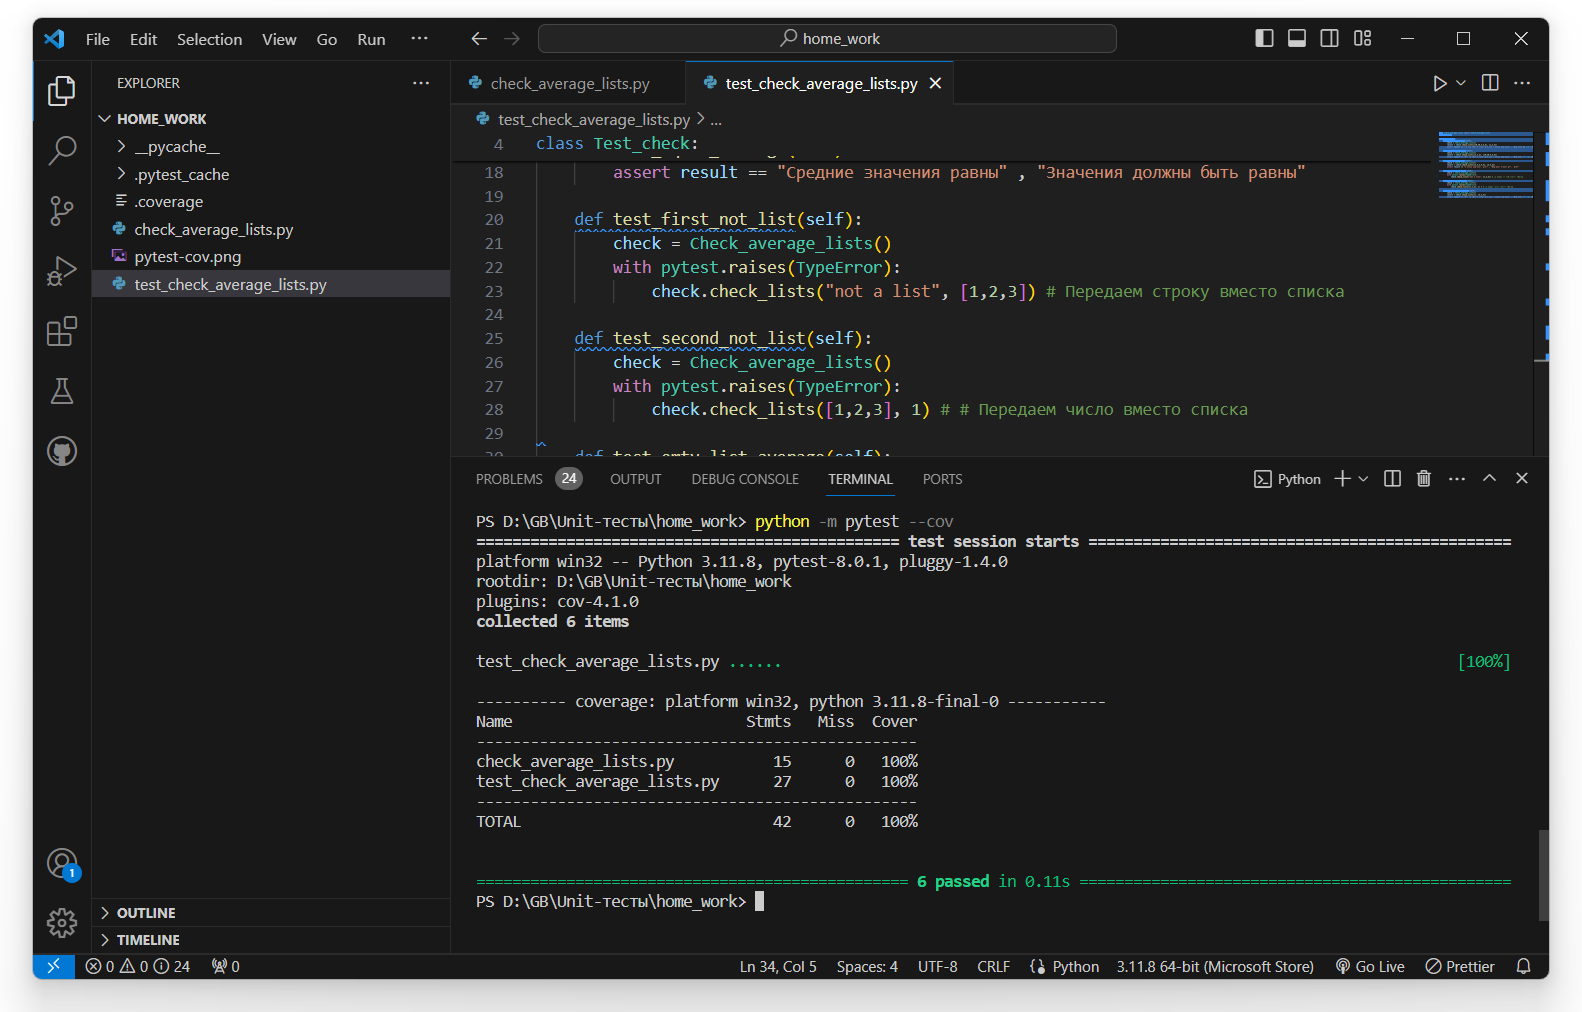 File Edit Selection View Go Run ··· home_work
EXPLORER ···
HOME_WORK
__pycache__
.pytest_cache
.coverage
check_average_lists.py
pytest-cov.png
test_check_average_lists.py
OUTLINE
TIMELINE
check_average_lists.py test_check_average_lists.py
test_check_average_lists.py > ...
4 class Test_check:
18 assert result == "Средние значения равны" , "Значения должны быть равны"
19
20 def test_first_not_list(self):
21 check = Check_average_lists()
22 with pytest.raises(TypeError):
23 check.check_lists("not a list", [1,2,3]) # Передаем строку вместо списка
24
25 def test_second_not_list(self):
26 check = Check_average_lists()
27 with pytest.raises(TypeError):
28 check.check_lists([1,2,3], 1) # # Передаем число вместо списка
29
30 def test_emty_list_average(self):
PROBLEMS 24 OUTPUT DEBUG CONSOLE TERMINAL PORTS Python
PS D:\GB\Unit-тесты\home_work> python -m pytest --cov
=============================================== test session starts ===============================================
platform win32 -- Python 3.11.8, pytest-8.0.1, pluggy-1.4.0
rootdir: D:\GB\Unit-тесты\home_work
plugins: cov-4.1.0
collected 6 items
test_check_average_lists.py ...... [100%]
---------- coverage: platform win32, python 3.11.8-final-0 -----------
Name Stmts Miss Cover
-------------------------------------------------
check_average_lists.py 15 0 100%
test_check_average_lists.py 27 0 100%
-------------------------------------------------
TOTAL 42 0 100%
================================================ 6 passed in 0.11s ================================================
PS D:\GB\Unit-тесты\home_work>
1
0 0 24 0 Ln 34, Col 5 Spaces: 4 UTF-8 CRLF Python 3.11.8 64-bit (Microsoft Store) Go Live Prettier